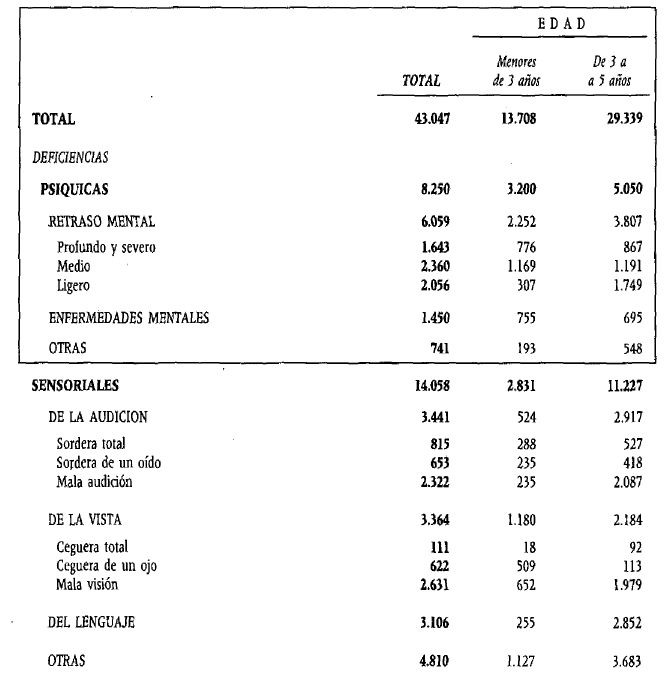 EDAD
Menores De 3 a
TOTAL de 3 años a 5 años
TOTAL 43.047 13.708 29.339
DEFICIENCIAS
PSIQUICAS 8.250 3.200 5.050
RETRASO MENTAL 6.059 2.252 3.807
Profundo y severo 1.643 776 867
Medio 2.360 1.169 1.191
Ligero 2.056 307 1.749
ENFERMEDADES MENTALES 1.450 755 695
OTRAS 741 193 548
SENSORIALES 14.058 2.831 11.227
DE LA AUDICION 3.441 524 2.917
Sordera total 815 288 527
Sordera de un oído 653 235 418
Mala audición 2.322 235 2.087
DE LA VISTA 3.364 1.180 2.184
Ceguera total 111 18 92
Ceguera de un ojo 622 509 113
Mala visión 2.631 652 1.979
DEL LENGUAJE 3.106 255 2.852
OTRAS 4.810 1.127 3.683